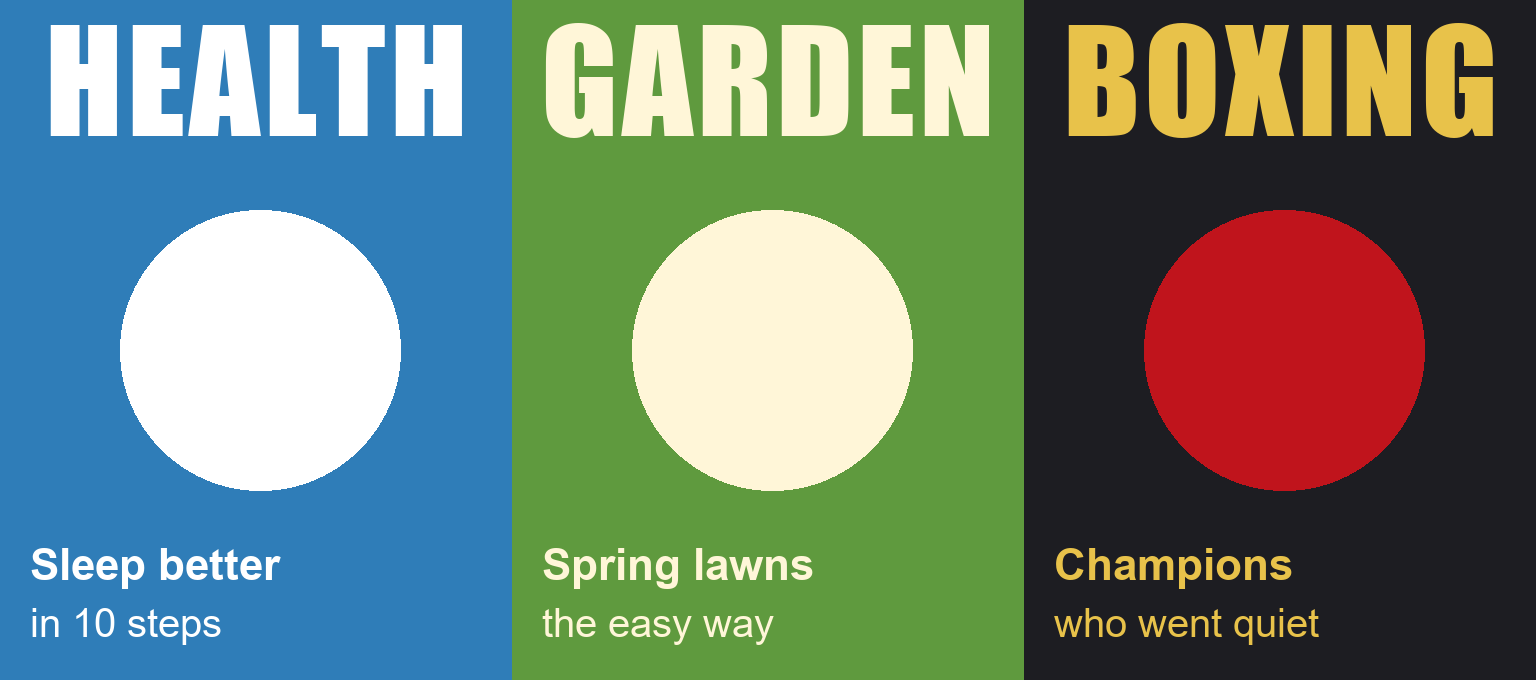 HEALTH
Sleep better
in 10 steps
GARDEN
Spring lawns
the easy way
BOXING
Champions
who went quiet